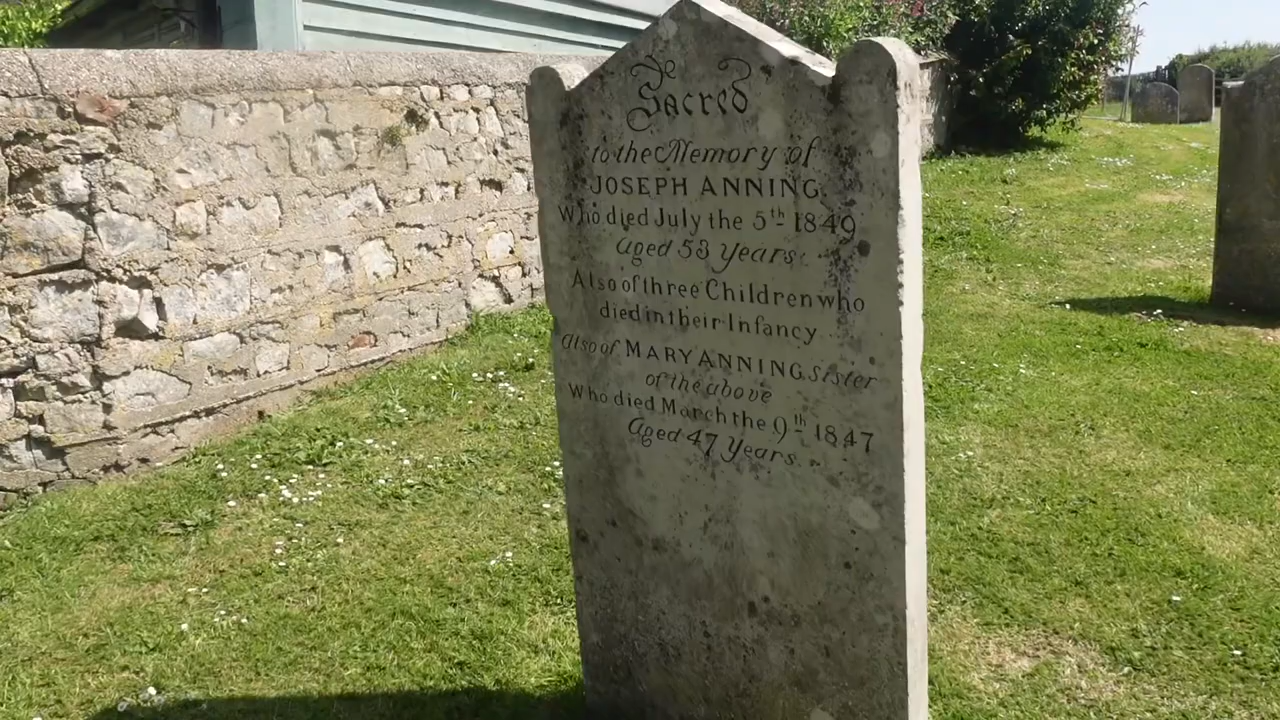 Sacred
to the Memory of
JOSEPH ANNING,
Who died July the 5th 1849
Aged 53 Years.
Also of three Children who
died in their Infancy.
also of MARY ANNING, Sister
of the above
Who died March the 9th 1847
Aged 47 Years.